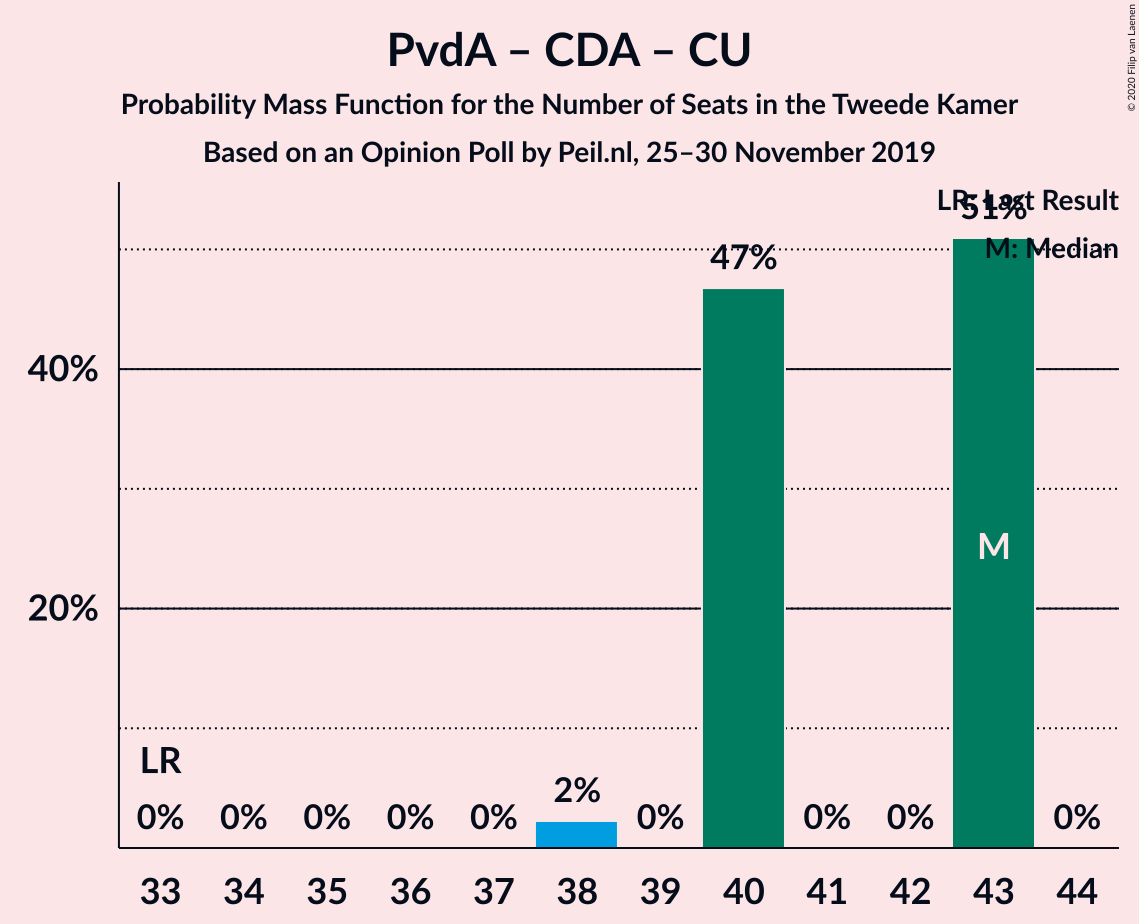 PvdA – CDA – CU
Probability Mass Function for the Number of Seats in the Tweede Kamer
Based on an Opinion Poll by Peil.nl, 25–30 November 2019
© 2020 Filip van Laenen
LR: Last Result
M: Median
51%
47%
40%
M
20%
LR
2%
0% 0% 0% 0% 0% 0% 0% 0% 0%
33 34 35 36 37 38 39 40 41 42 43 44